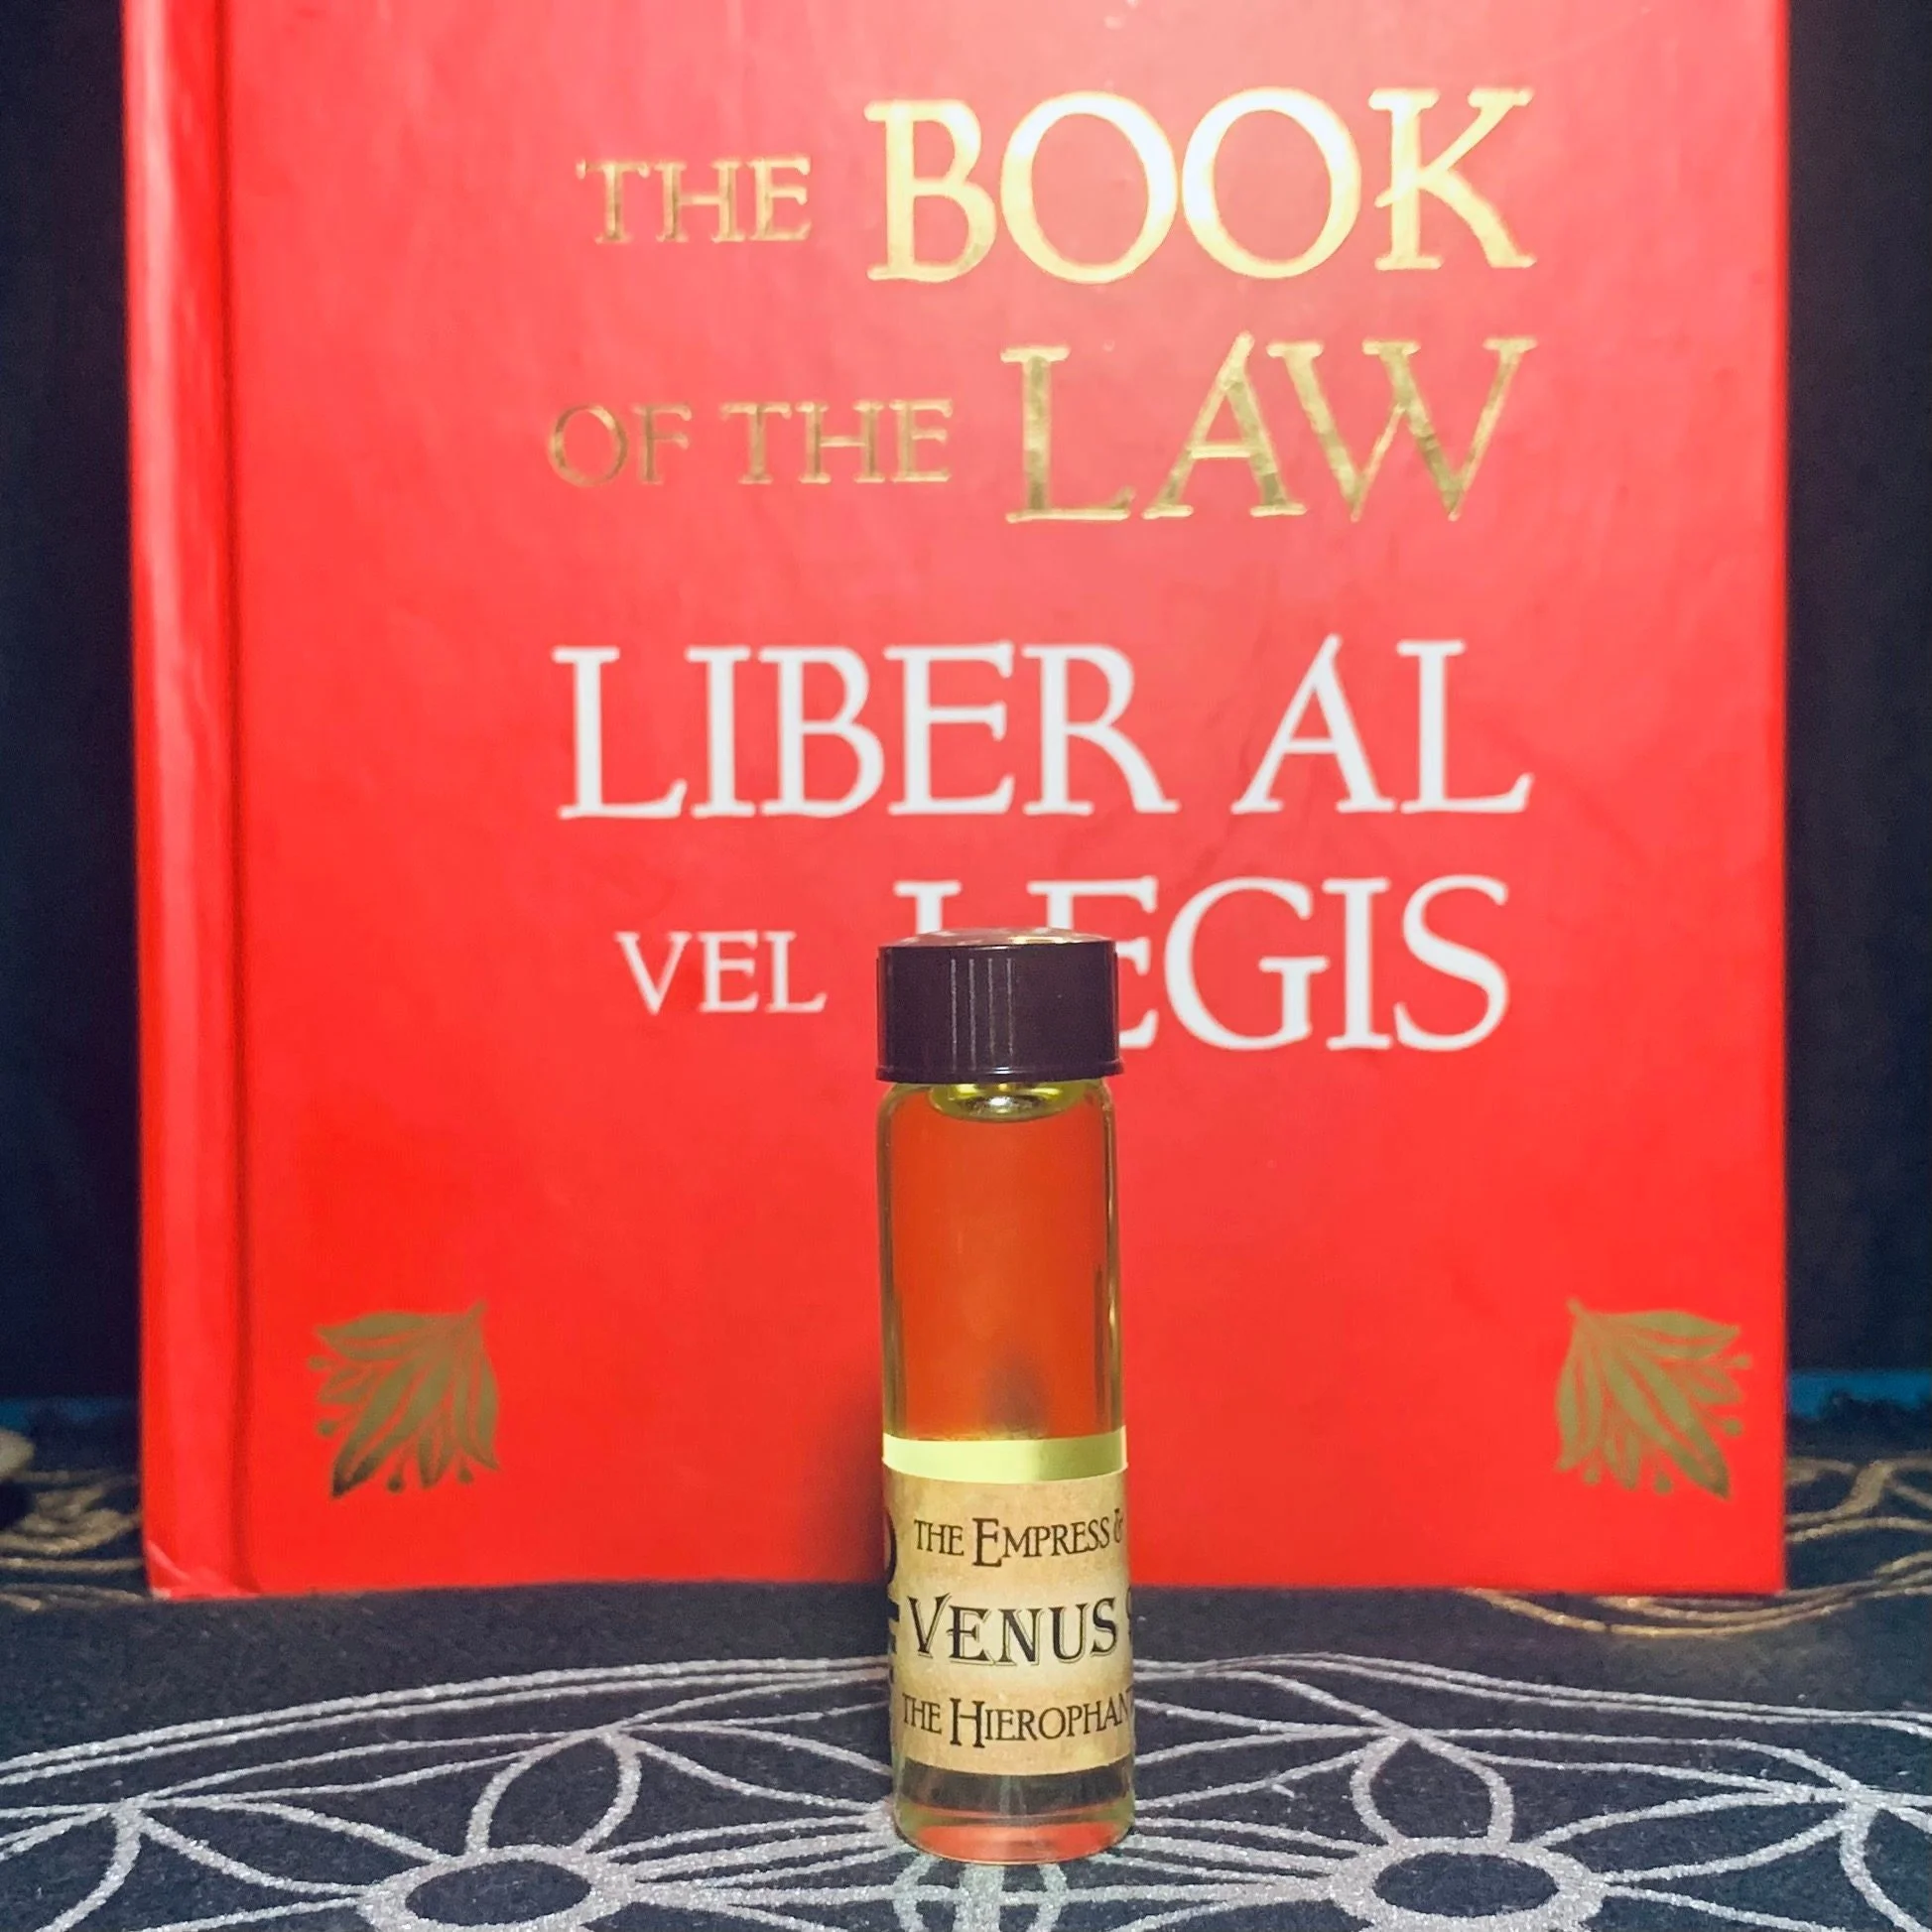 THE BOOK
OF THE LAW
LIBER AL
VEL LEGIS
THE EMPRESS &
VENUS
THE HIEROPHANT